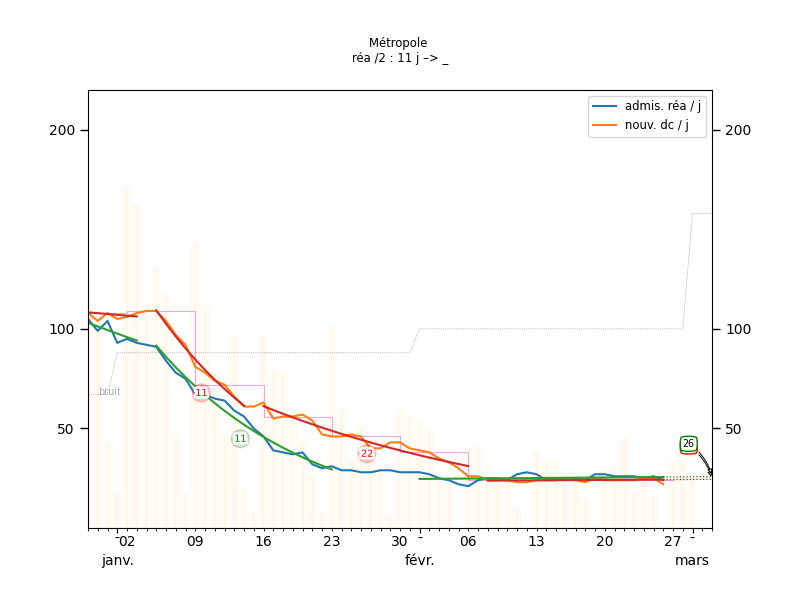 Métropole
réa /2 : 11 j –> _
admis. réa / j
nouv. dc / j
200
200
100
100
bruit
-11
50
50
-11
-22
26
02
09
16
23
30
06
13
20
27
janv.
févr.
mars